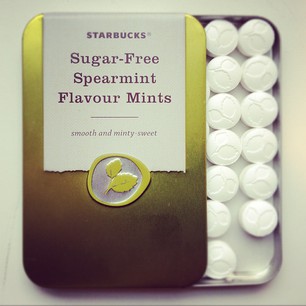 STARBUCKS®
Sugar-Free
Spearmint
Flavour Mints
smooth and minty-sweet